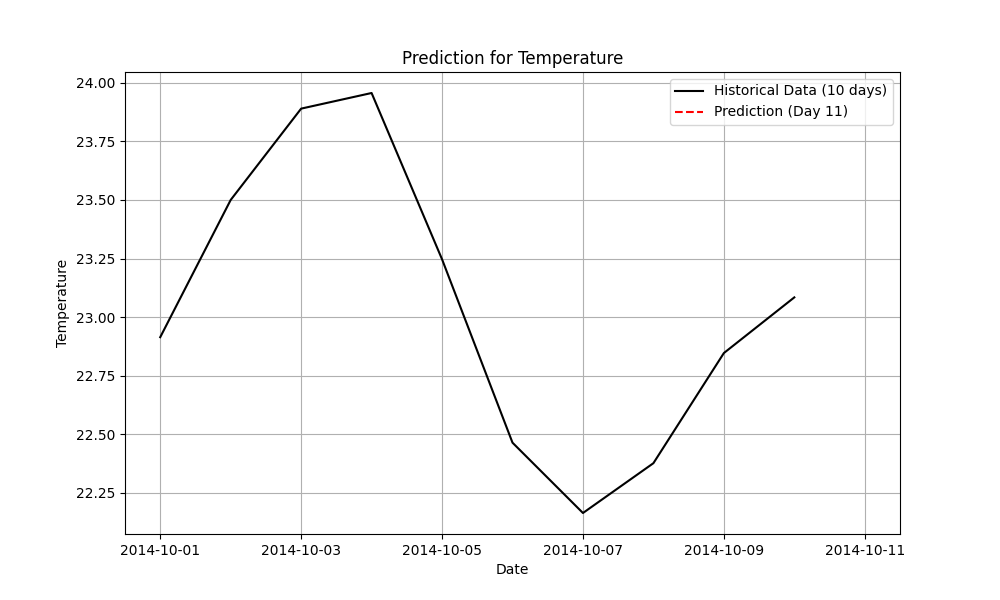 Prediction for Temperature
Historical Data (10 days)
Prediction (Day 11)
24.00
23.75
23.50
23.25
23.00
22.75
22.50
22.25
Temperature
2014-10-01 2014-10-03 2014-10-05 2014-10-07 2014-10-09 2014-10-11
Date